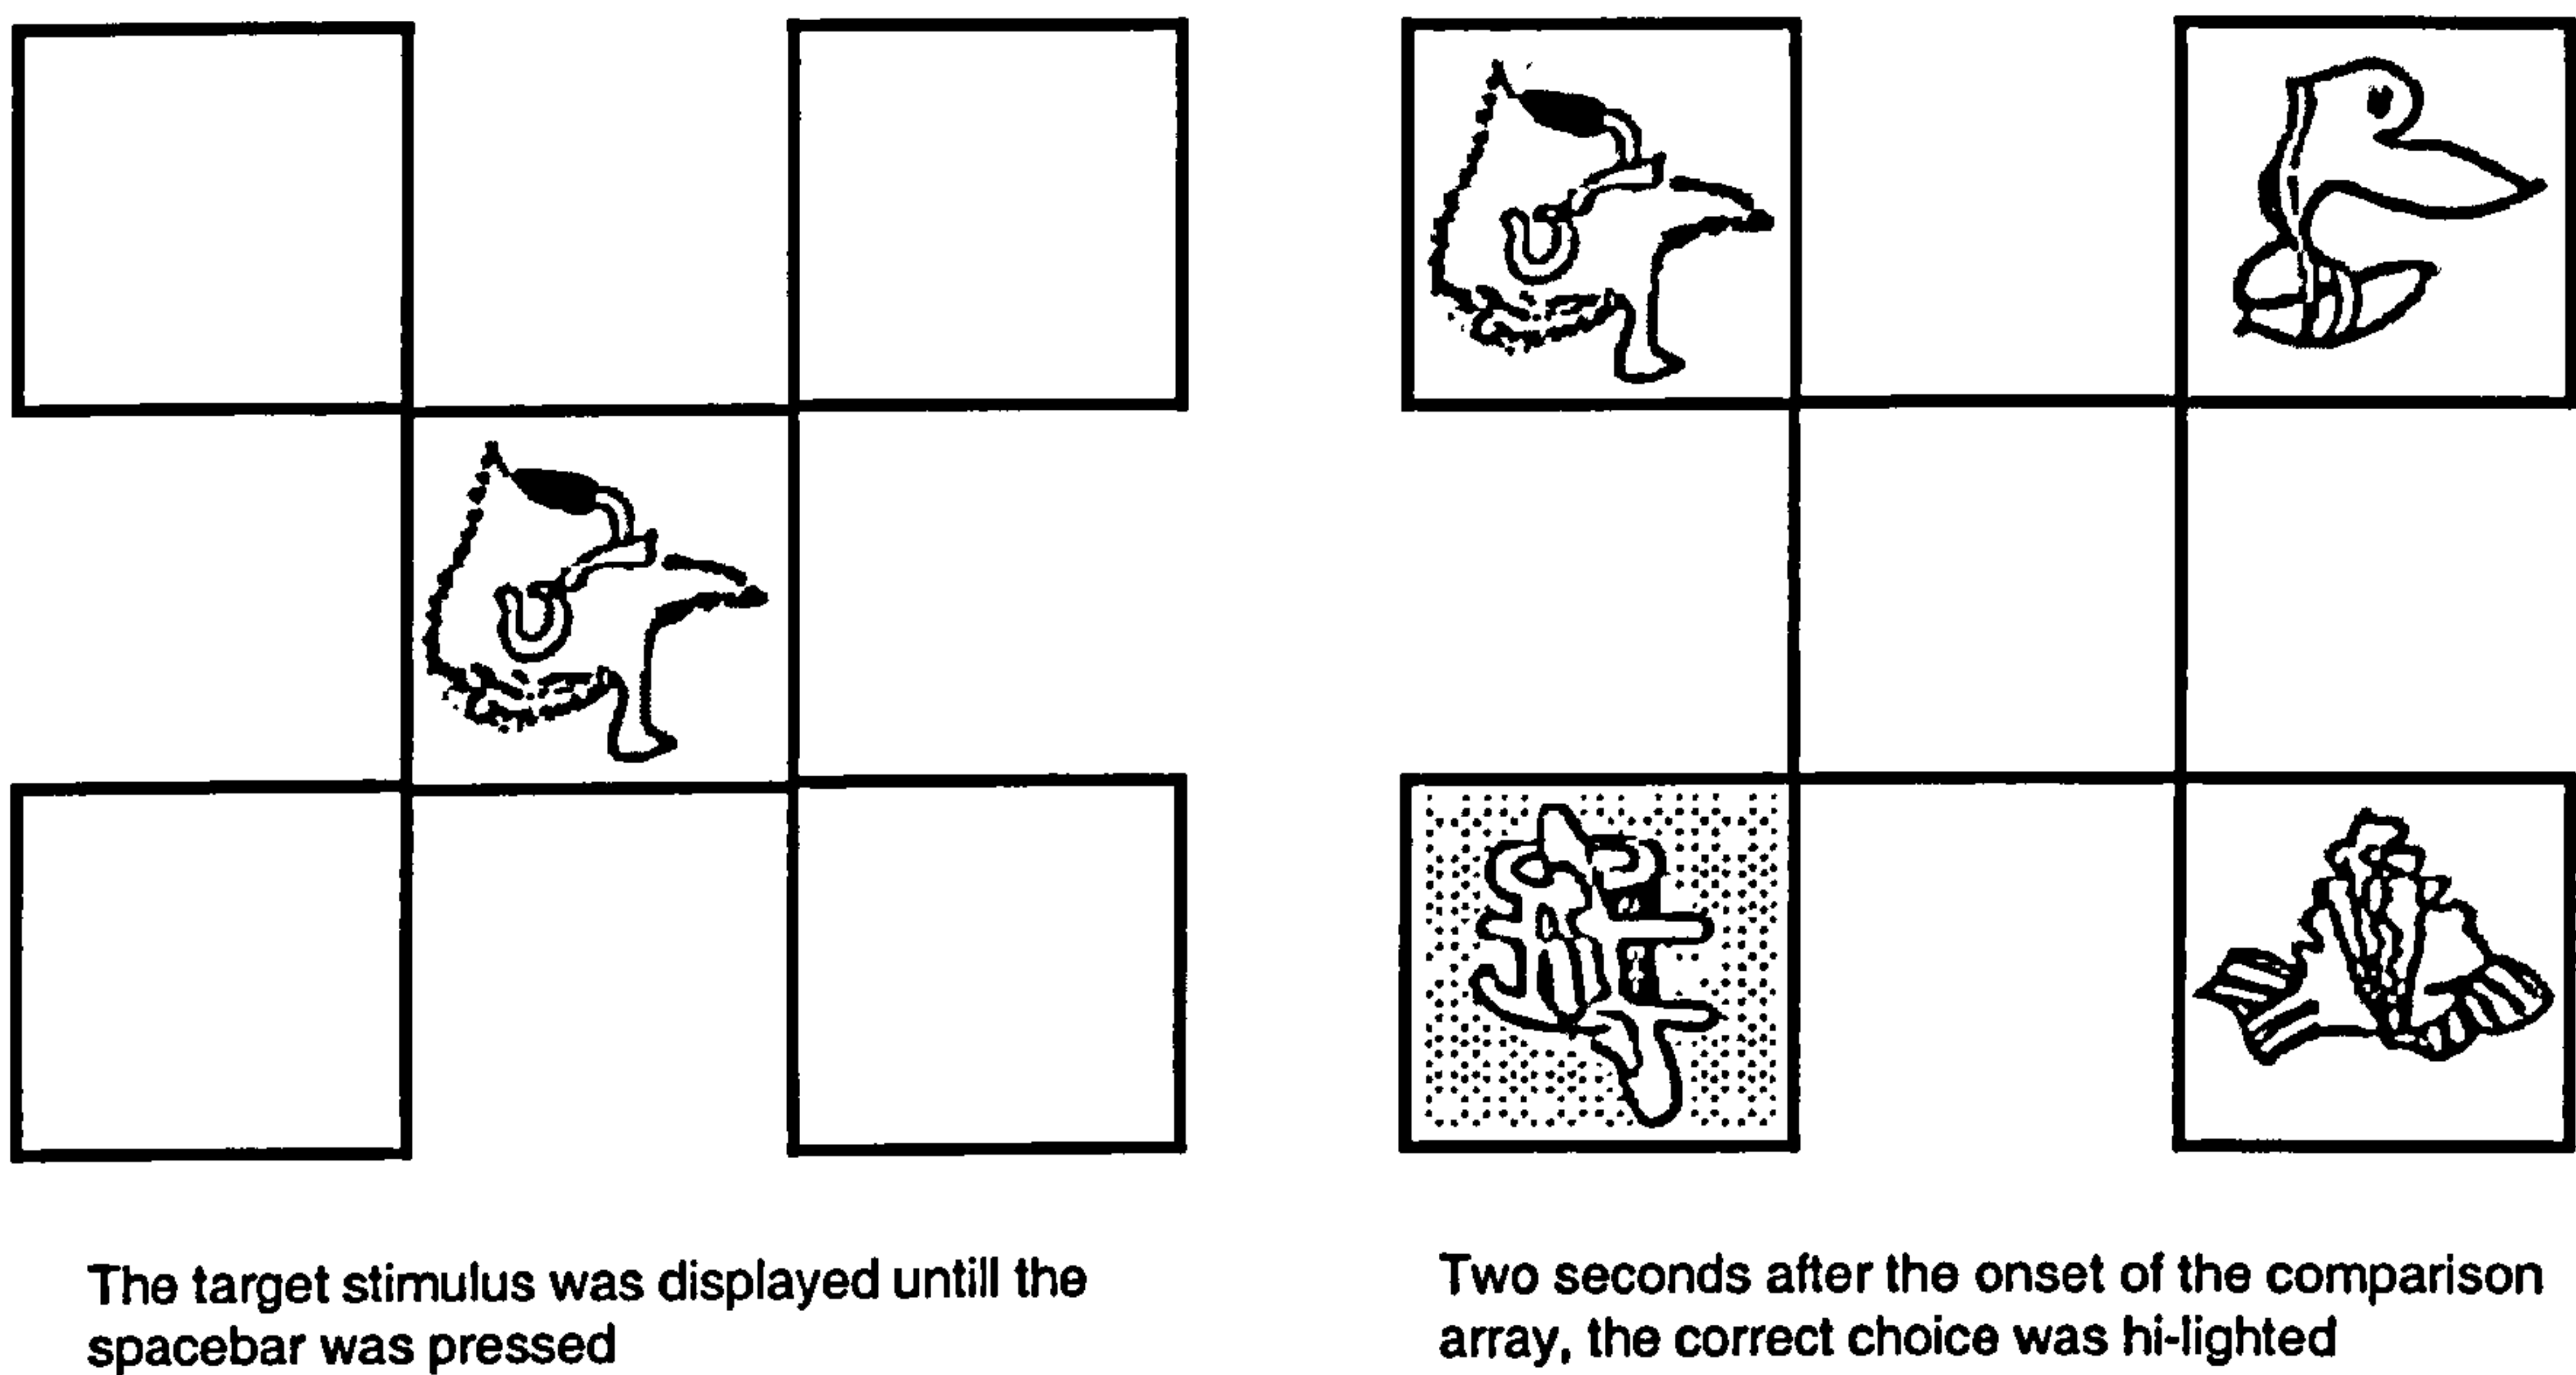 The target stimulus was displayed untill the
spacebar was pressed
Two seconds after the onset of the comparison
array, the correct choice was hi-lighted